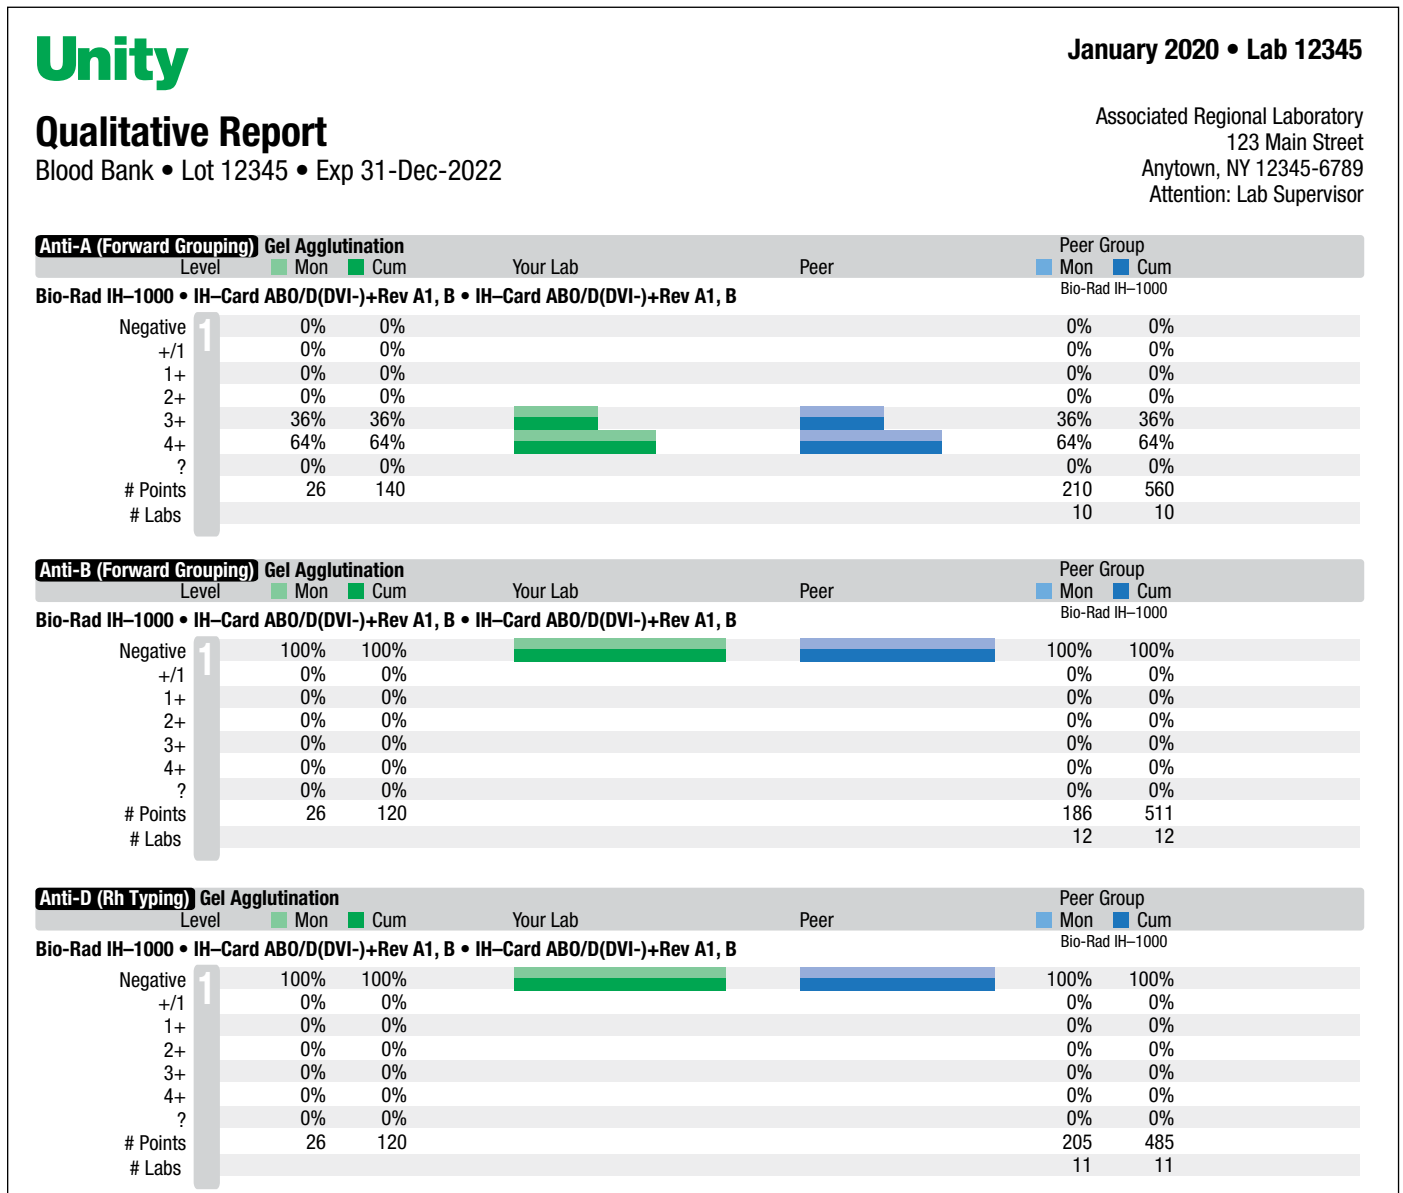 Unity
January 2020 • Lab 12345
Qualitative Report
Blood Bank • Lot 12345 • Exp 31-Dec-2022
Associated Regional Laboratory
123 Main Street
Anytown, NY 12345-6789
Attention: Lab Supervisor
Anti-A (Forward Grouping) Gel Agglutination Peer Group
Level Mon Cum Your Lab Peer Mon Cum
Bio-Rad IH–1000 • IH–Card ABO/D(DVI-)+Rev A1, B • IH–Card ABO/D(DVI-)+Rev A1, B Bio-Rad IH–1000
Negative 1 0% 0% 0% 0%
+/1 0% 0% 0% 0%
1+ 0% 0% 0% 0%
2+ 0% 0% 0% 0%
3+ 36% 36% 36% 36%
4+ 64% 64% 64% 64%
? 0% 0% 0% 0%
# Points 26 140 210 560
# Labs 10 10
Anti-B (Forward Grouping) Gel Agglutination Peer Group
Level Mon Cum Your Lab Peer Mon Cum
Bio-Rad IH–1000 • IH–Card ABO/D(DVI-)+Rev A1, B • IH–Card ABO/D(DVI-)+Rev A1, B Bio-Rad IH–1000
Negative 1 100% 100% 100% 100%
+/1 0% 0% 0% 0%
1+ 0% 0% 0% 0%
2+ 0% 0% 0% 0%
3+ 0% 0% 0% 0%
4+ 0% 0% 0% 0%
? 0% 0% 0% 0%
# Points 26 120 186 511
# Labs 12 12
Anti-D (Rh Typing) Gel Agglutination Peer Group
Level Mon Cum Your Lab Peer Mon Cum
Bio-Rad IH–1000 • IH–Card ABO/D(DVI-)+Rev A1, B • IH–Card ABO/D(DVI-)+Rev A1, B Bio-Rad IH–1000
Negative 1 100% 100% 100% 100%
+/1 0% 0% 0% 0%
1+ 0% 0% 0% 0%
2+ 0% 0% 0% 0%
3+ 0% 0% 0% 0%
4+ 0% 0% 0% 0%
? 0% 0% 0% 0%
# Points 26 120 205 485
# Labs 11 11